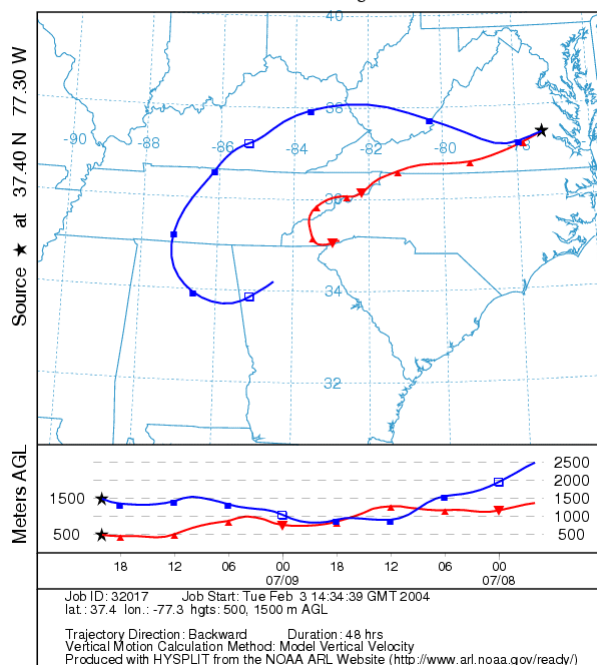 40
Source ★ at 37.40 N 77.30 W
-90
-88
-86
-84
-82
-80
-78
38
36
34
32
Meters AGL
1500
500
2500
2000
1500
1000
500
18 12 06 00 18 12 06 00
07/09 07/08
Job ID: 32017 Job Start: Tue Feb 3 14:34:39 GMT 2004
lat.: 37.4 lon.: -77.3 hgts: 500, 1500 m AGL
Trajectory Direction: Backward Duration: 48 hrs
Vertical Motion Calculation Method: Model Vertical Velocity
Produced with HYSPLIT from the NOAA ARL Website (http://www.arl.noaa.gov/ready/)